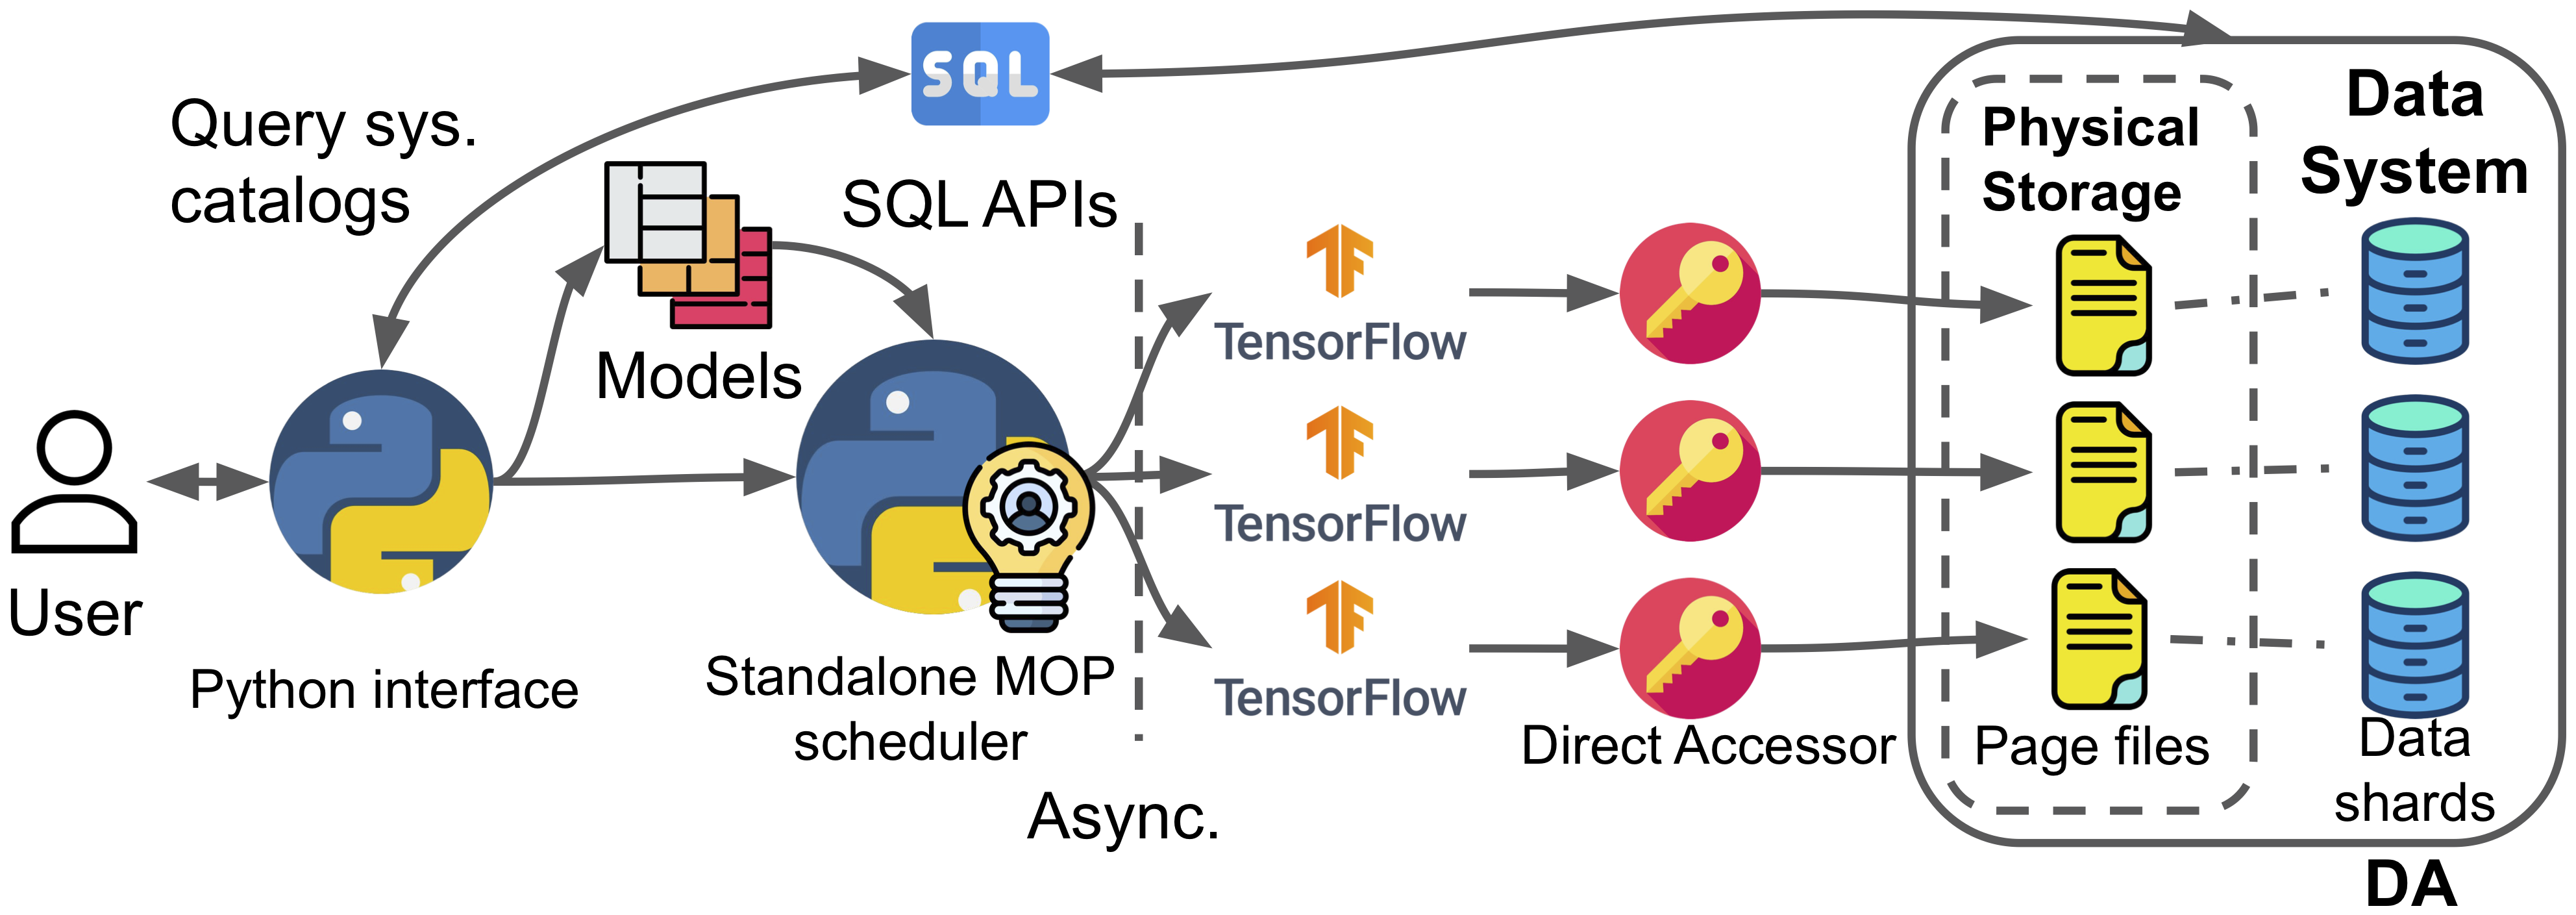 SQL
Query sys.
catalogs
SQL APIs
Models
User
Python interface
Standalone MOP
scheduler
Async.
TensorFlow
TensorFlow
TensorFlow
Direct Accessor
Physical
Storage
Page files
Data
System
Data
shards
DA